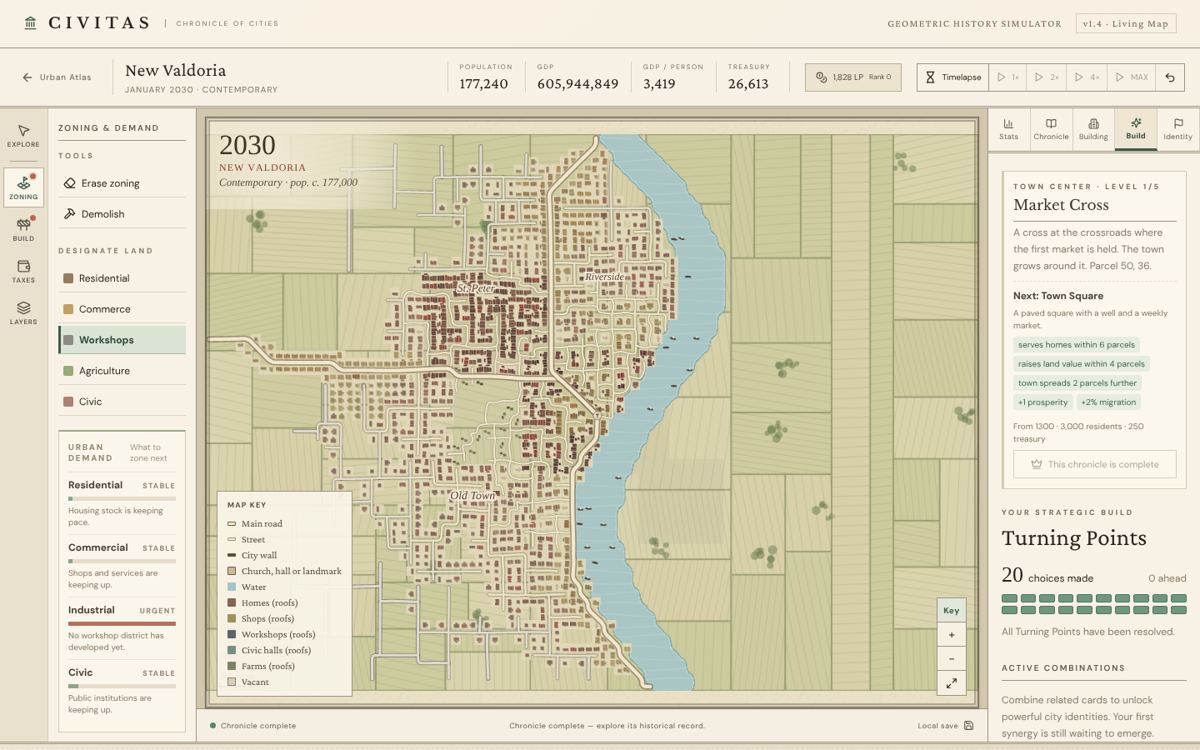 CIVITAS
CHRONICLE OF CITIES
GEOMETRIC HISTORY SIMULATOR
v1.4 · Living Map
Urban Atlas
New Valdoria
JANUARY 2030 · CONTEMPORARY
POPULATION
177,240
GDP
605,944,849
GDP / PERSON
3,419
TREASURY
26,613
1,828 LP Rank 0
Timelapse
1×
2×
4×
MAX
EXPLORE
ZONING
BUILD
TAXES
LAYERS
ZONING & DEMAND
TOOLS
Erase zoning
Demolish
DESIGNATE LAND
Residential
Commerce
Workshops
Agriculture
Civic
URBAN DEMAND
What to zone next
Residential STABLE
Housing stock is keeping
pace.
Commercial STABLE
Shops and services are
keeping up.
Industrial URGENT
No workshop district has
developed yet.
Civic STABLE
Public institutions are
keeping up.
2030
NEW VALDORIA
Contemporary · pop. c. 177,000
St. Peter
Riverside
Old Town
MAP KEY
Main road
Street
City wall
Church, hall or landmark
Water
Homes (roofs)
Shops (roofs)
Workshops (roofs)
Civic halls (roofs)
Farms (roofs)
Vacant
Key
+
−
Chronicle complete
Chronicle complete — explore its historical record.
Local save
Stats
Chronicle
Building
Build
Identity
TOWN CENTER · LEVEL 1/5
Market Cross
A cross at the crossroads where
the first market is held. The town
grows around it. Parcel 50, 36.
Next: Town Square
A paved square with a well and a weekly
market.
serves homes within 6 parcels
raises land value within 4 parcels
town spreads 2 parcels further
+1 prosperity
+2% migration
From 1300 · 3,000 residents · 250
treasury
This chronicle is complete
YOUR STRATEGIC BUILD
Turning Points
20 choices made
0 ahead
All Turning Points have been resolved.
ACTIVE COMBINATIONS
Combine related cards to unlock
powerful city identities. Your first
synergy is still waiting to emerge.